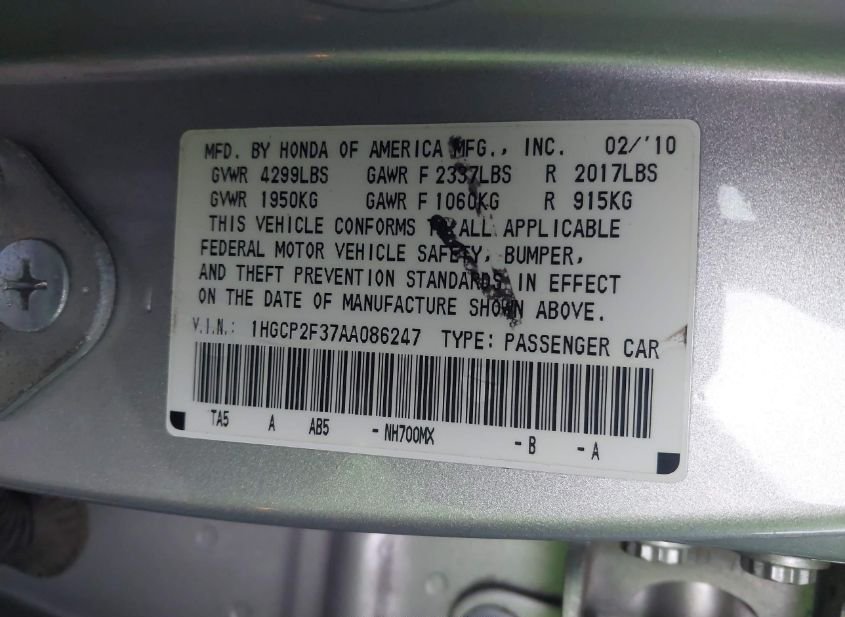 MFD. BY HONDA OF AMERICA MFG., INC. 02/'10
GVWR 4299LBS GAWR F 2337LBS R 2017LBS
GVWR 1950KG GAWR F 1060KG R 915KG
THIS VEHICLE CONFORMS TO ALL APPLICABLE
FEDERAL MOTOR VEHICLE SAFETY, BUMPER,
AND THEFT PREVENTION STANDARDS IN EFFECT
ON THE DATE OF MANUFACTURE SHOWN ABOVE.
V.I.N.: 1HGCP2F37AA086247 TYPE: PASSENGER CAR
TA5 A AB5 - NH700MX - B - A